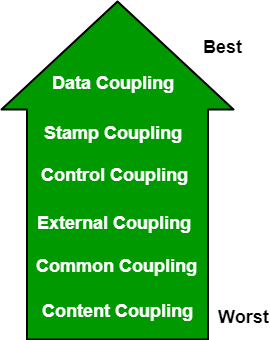 Best
Data Coupling
Stamp Coupling
Control Coupling
External Coupling
Common Coupling
Content Coupling
Worst